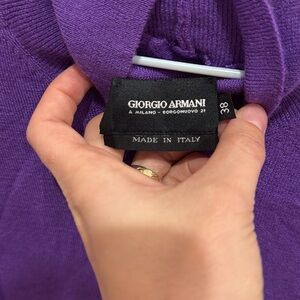 GIORGIO ARMANI
A MILANO - BORGONUOVO 21
38
MADE IN ITALY